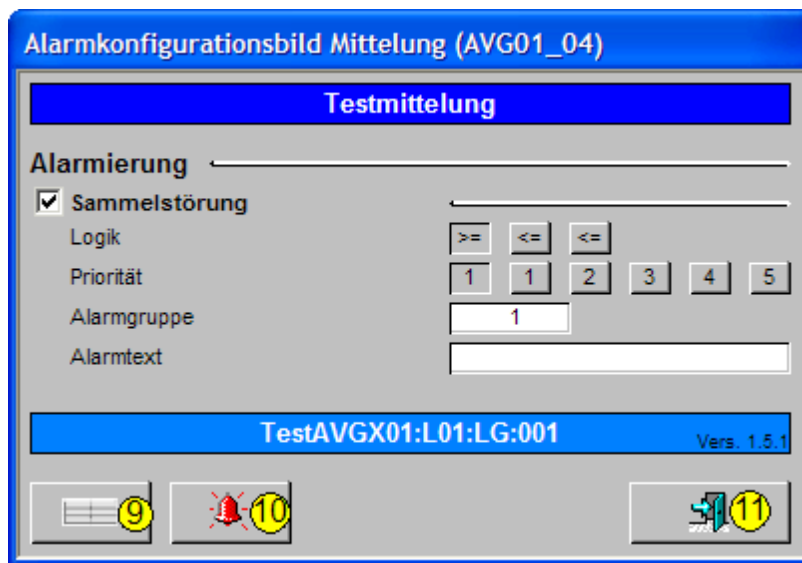 Alarmkonfigurationsbild Mittelung (AVG01_04)
Testmittelung
Alarmierung
Sammelstörung
Logik >= <= <=
Priorität 1 1 2 3 4 5
Alarmgruppe 1
Alarmtext
TestAVGX01:L01:LG:001 Vers. 1.5.1
9 10 11